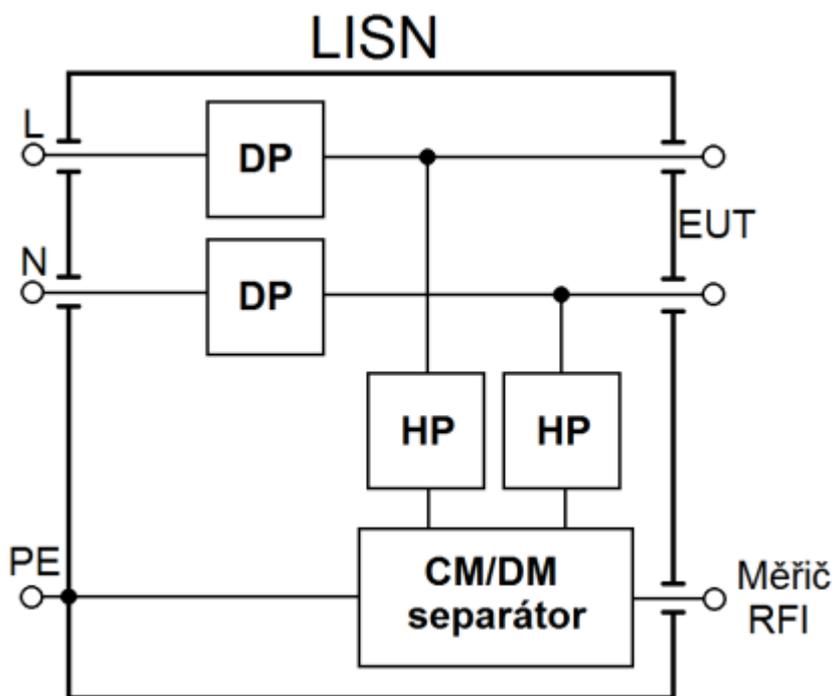 LISN
L
DP
N
DP
EUT
HP
HP
PE
CM/DM
separátor
Měřič
RFI